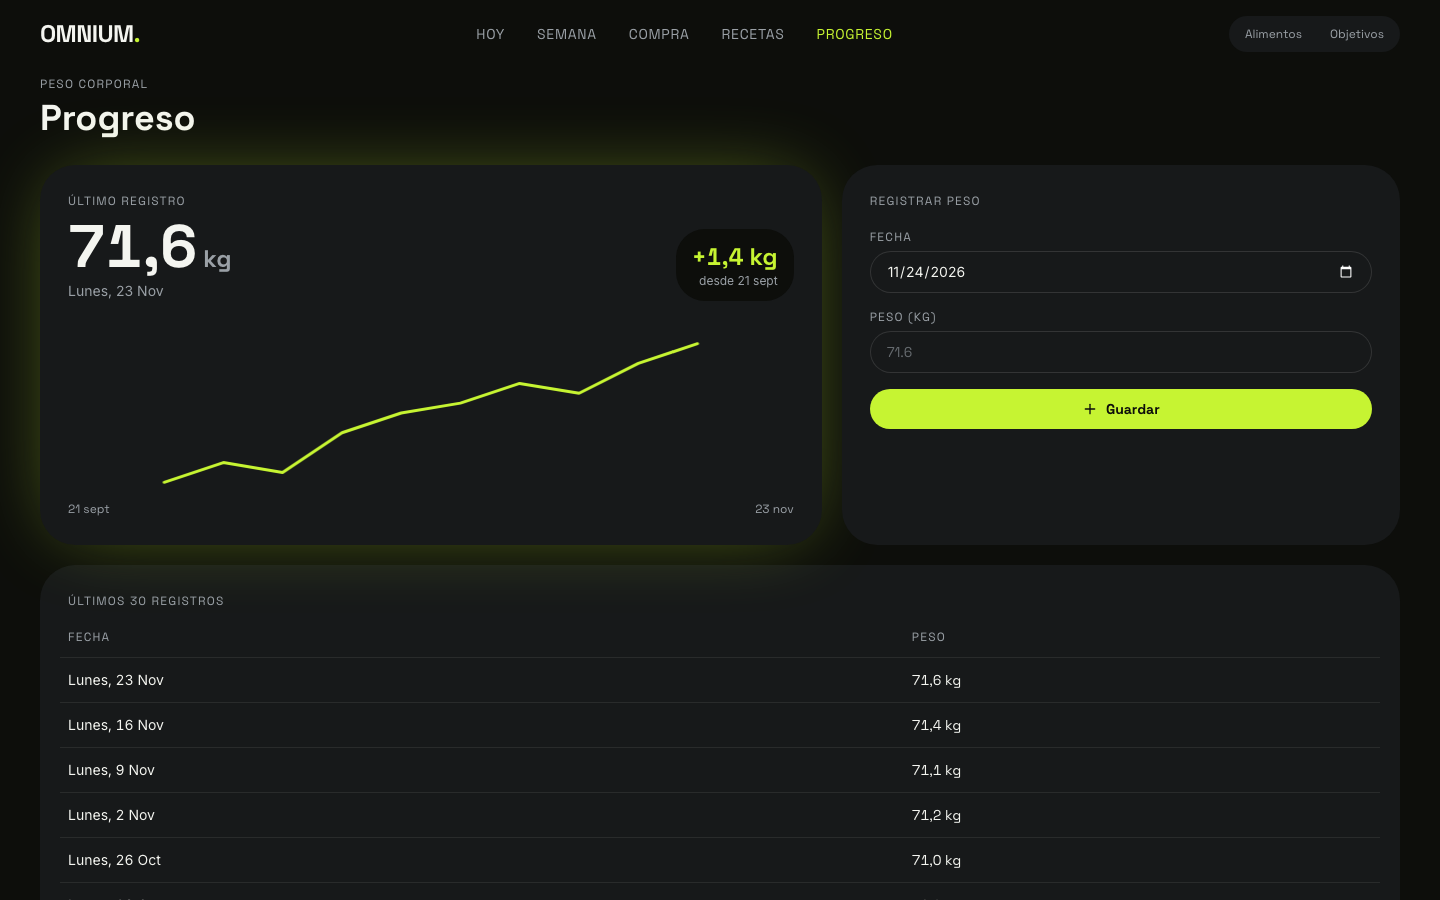 OMNIUM.
HOY SEMANA COMPRA RECETAS PROGRESO
Alimentos Objetivos
PESO CORPORAL
Progreso
ÚLTIMO REGISTRO
71,6 kg
Lunes, 23 Nov
+1,4 kg
desde 21 sept
21 sept 23 nov
REGISTRAR PESO
FECHA
11/24/2026
PESO (KG)
71.6
+ Guardar
ÚLTIMOS 30 REGISTROS
FECHA PESO
Lunes, 23 Nov 71,6 kg
Lunes, 16 Nov 71,4 kg
Lunes, 9 Nov 71,1 kg
Lunes, 2 Nov 71,2 kg
Lunes, 26 Oct 71,0 kg